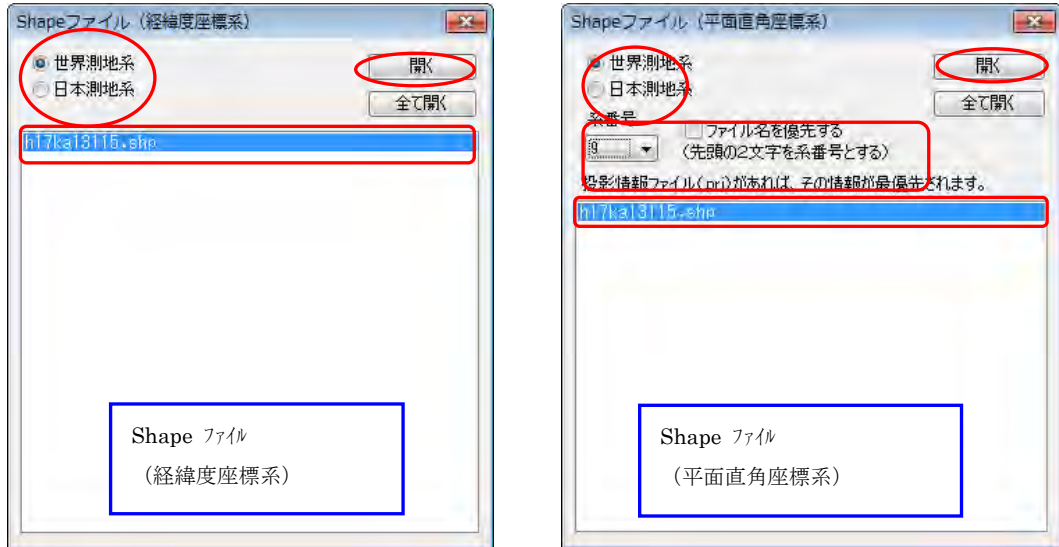 Shapeファイル（経緯度座標系）
世界測地系
日本測地系
開く
全て開く
h17ka13115.shp
Shape ﾌｧｲﾙ
（経緯度座標系）
Shapeファイル（平面直角座標系）
世界測地系
日本測地系
開く
全て開く
系番号
9
ファイル名を優先する
（先頭の2文字を系番号とする）
投影情報ファイル(.prj)があれば、その情報が最優先されます。
h17ka13115.shp
Shape ﾌｧｲﾙ
（平面直角座標系）